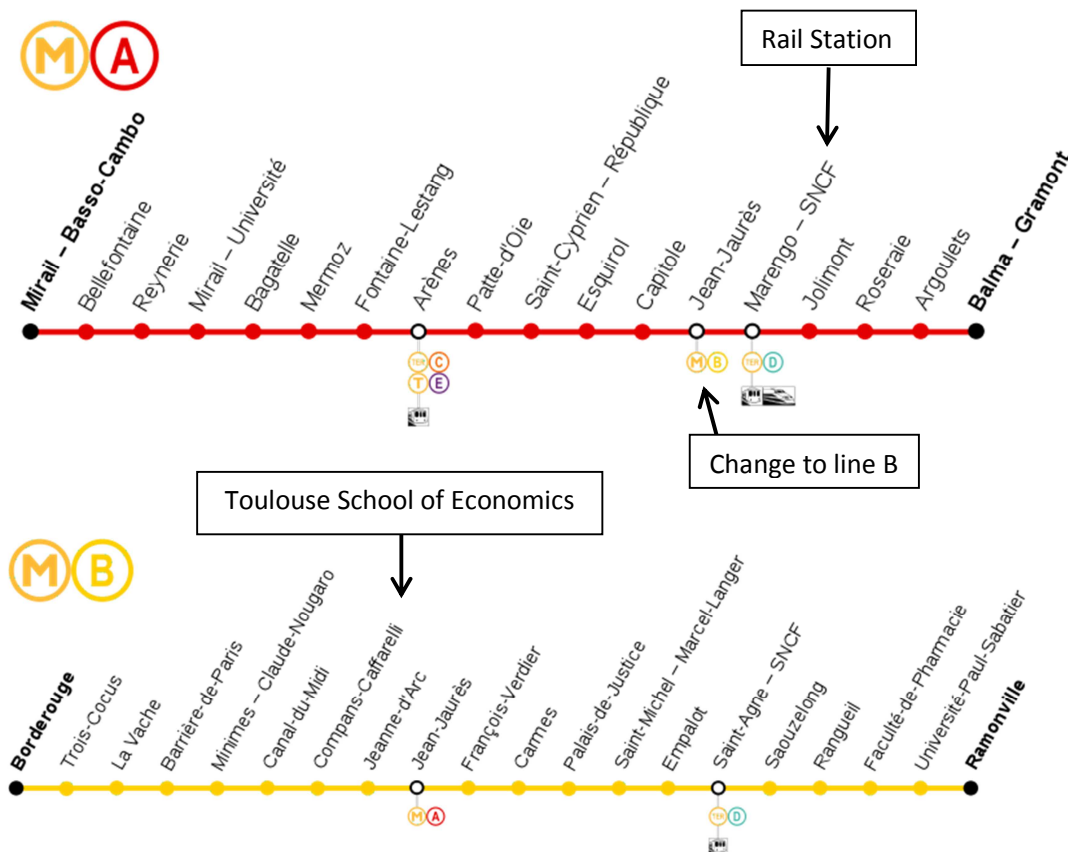 M A
Rail Station
Mirail – Basso-Cambo
Bellefontaine
Reynerie
Mirail – Université
Bagatelle
Mermoz
Fontaine-Lestang
Arènes
Patte-d'Oie
Saint-Cyprien – République
Esquirol
Capitole
Jean-Jaurès
Marengo – SNCF
Jolimont
Roseraie
Argoulets
Balma – Gramont
TER C
T E
M B
TER D
Change to line B
Toulouse School of Economics
M B
Borderouge
Trois-Cocus
La Vache
Barrière-de-Paris
Minimes – Claude-Nougaro
Canal-du-Midi
Compans-Caffarelli
Jeanne-d'Arc
Jean-Jaurès
François-Verdier
Carmes
Palais-de-Justice
Saint-Michel – Marcel-Langer
Empalot
Saint-Agne – SNCF
Saouzelong
Rangueil
Faculté-de-Pharmacie
Université-Paul-Sabatier
Ramonville
M A
TER D